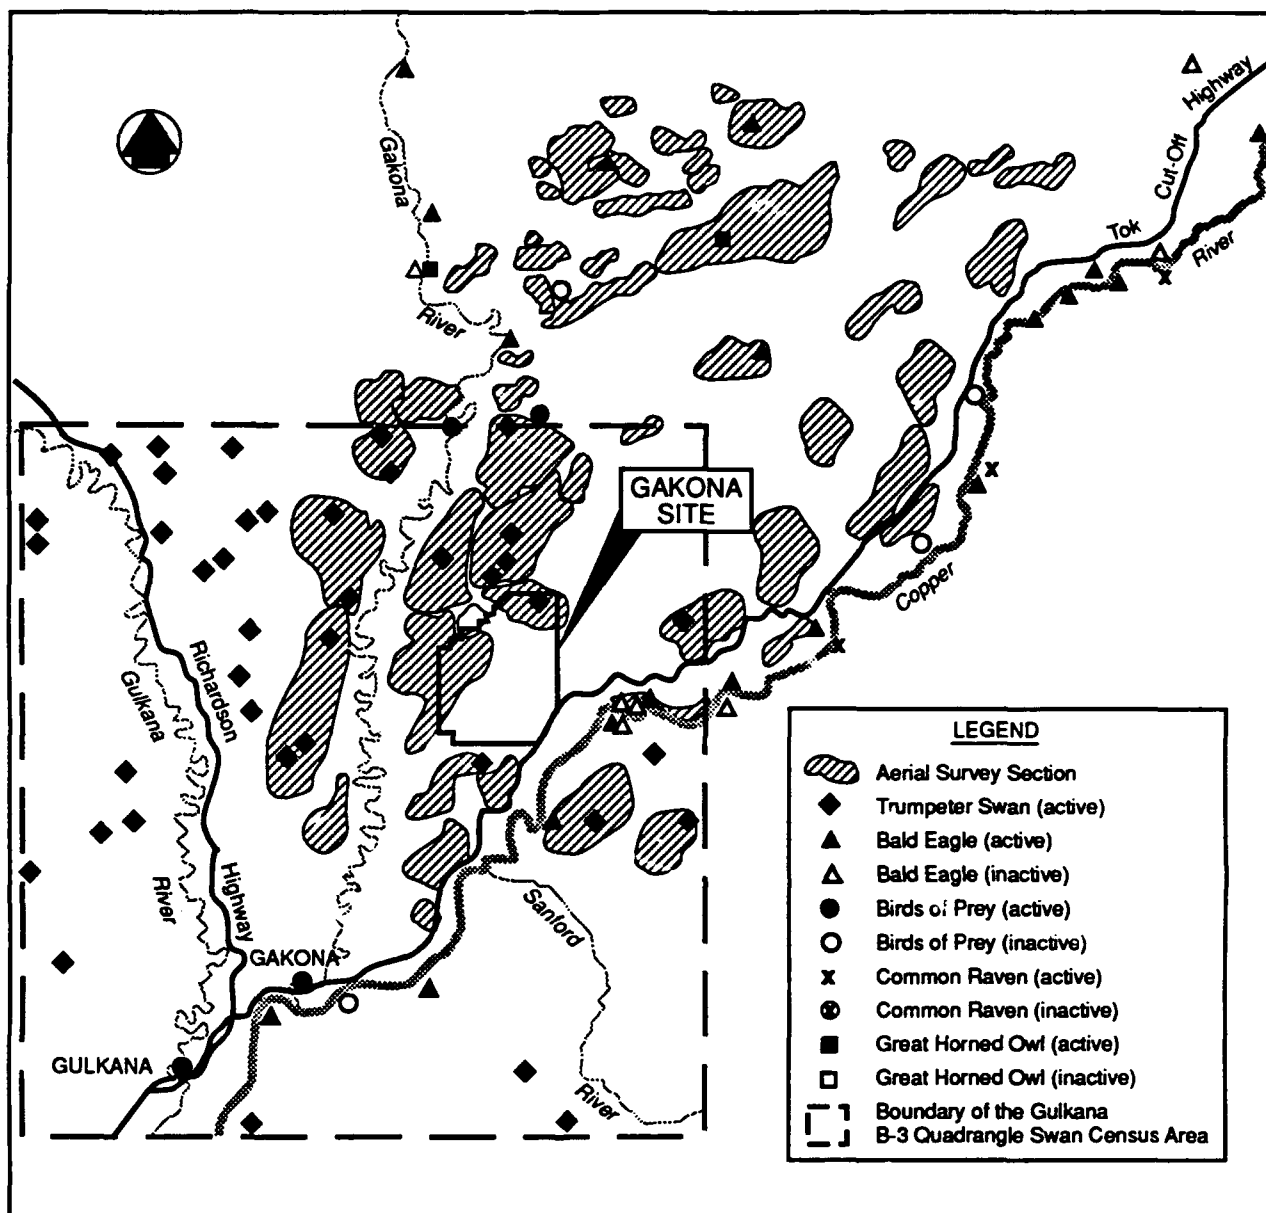 Highway
Cut-Off
Tok
River
Gakona
River
GAKONA
SITE
Copper
Richardson
Gulkana
Highway
River
Sanford
River
GAKONA
GULKANA
LEGEND
Aerial Survey Section
Trumpeter Swan (active)
Bald Eagle (active)
Bald Eagle (inactive)
Birds of Prey (active)
Birds of Prey (inactive)
Common Raven (active)
Common Raven (inactive)
Great Horned Owl (active)
Great Horned Owl (inactive)
Boundary of the Gulkana
B-3 Quadrangle Swan Census Area